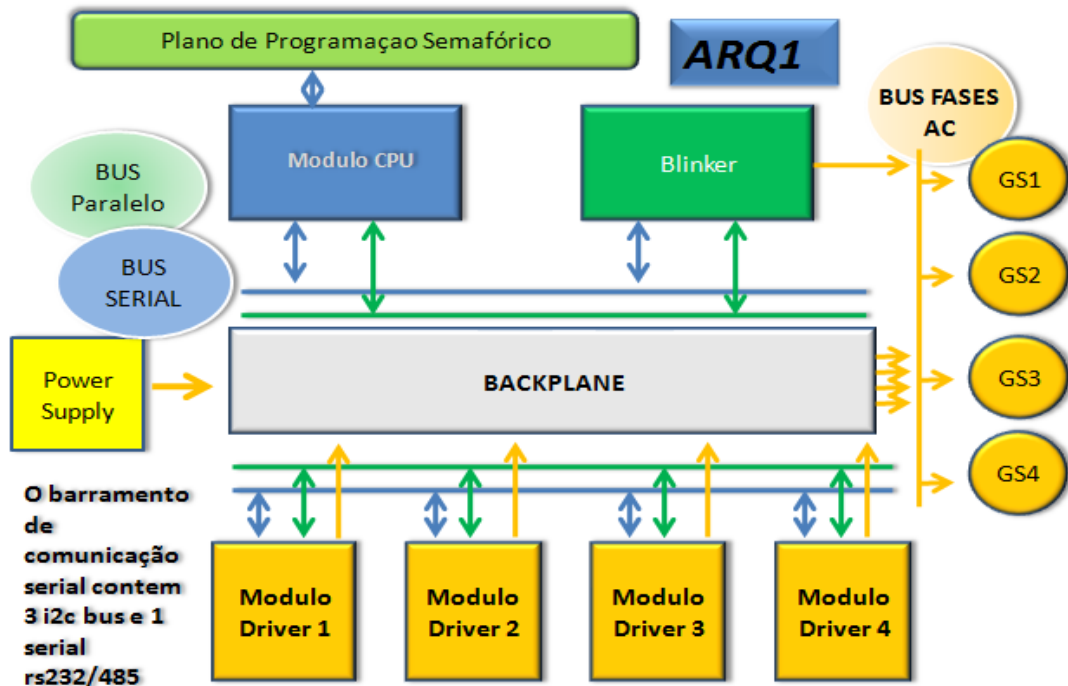 Plano de Programaçao Semafórico
ARQ1
BUS FASES
AC
Modulo CPU
Blinker
BUS
Paralelo
GS1
BUS
SERIAL
GS2
Power
Supply
BACKPLANE
GS3
GS4
O barramento
de
comunicação
serial contem
3 i2c bus e 1
serial
rs232/485
Modulo
Driver 1
Modulo
Driver 2
Modulo
Driver 3
Modulo
Driver 4